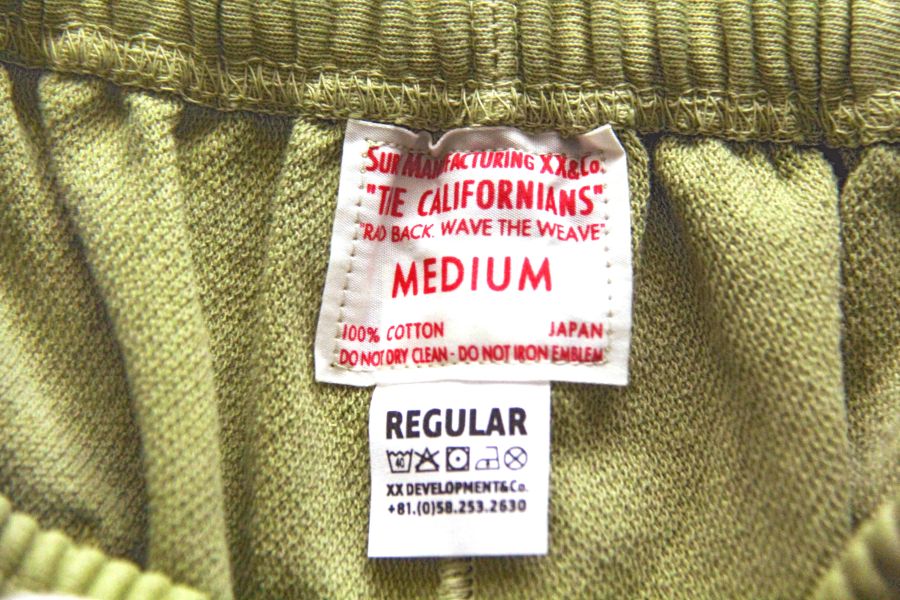 SUR MANUFACTURING XX&Co.
"THE CALIFORNIANS"
"RAD BACK. WAVE THE WEAVE"
MEDIUM
100% COTTON JAPAN
DO NOT DRY CLEAN - DO NOT IRON EMBLEM
REGULAR
40
XX DEVELOPMENT&Co.
+81.(0)58.253.2630